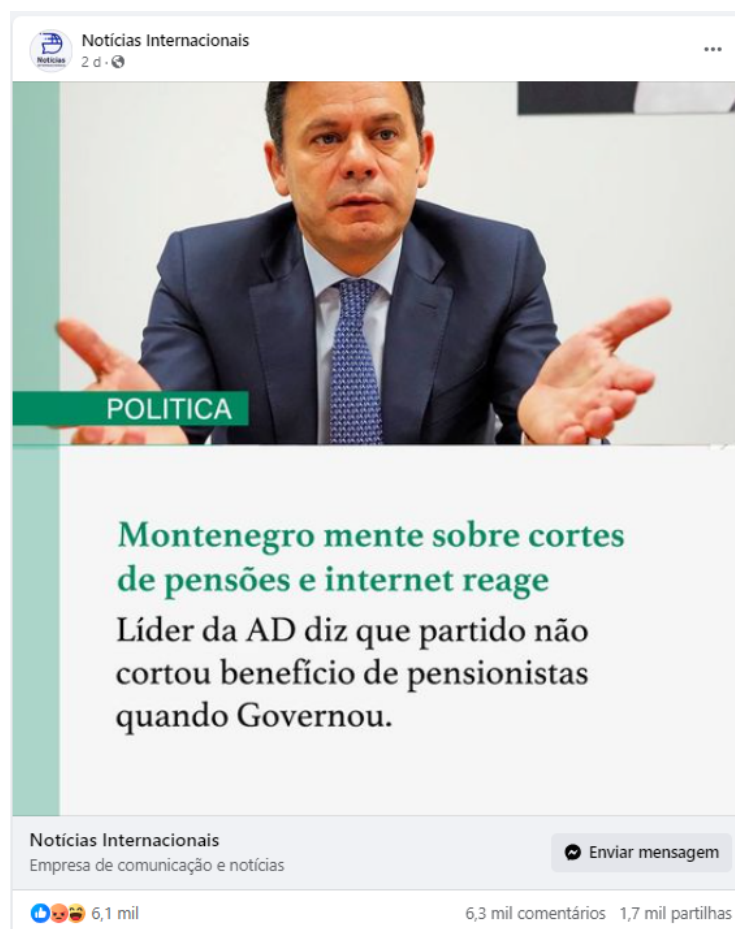 Notícias Internacionais
2 d ·
Notícias
POLITICA
Montenegro mente sobre cortes
de pensões e internet reage
Líder da AD diz que partido não
cortou benefício de pensionistas
quando Governou.
Notícias Internacionais
Empresa de comunicação e notícias
Enviar mensagem
6,1 mil
6,3 mil comentários 1,7 mil partilhas